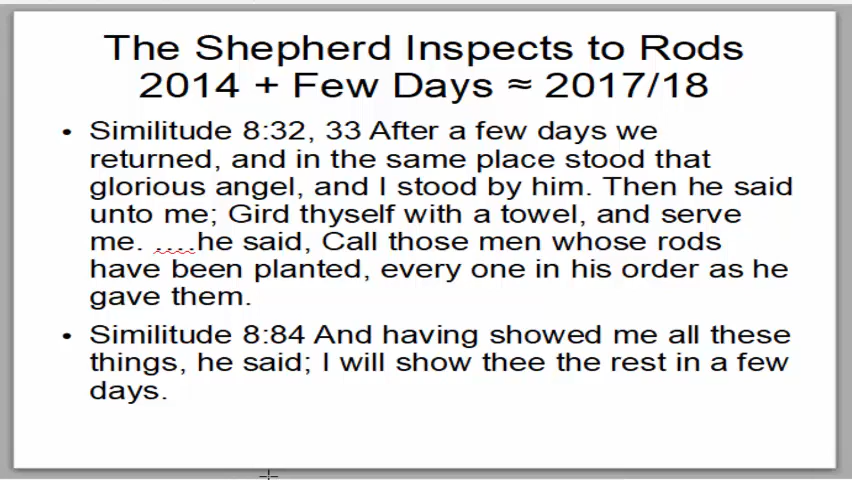 The Shepherd Inspects to Rods
2014 + Few Days ≈ 2017/18
• Similitude 8:32, 33 After a few days we
returned, and in the same place stood that
glorious angel, and I stood by him. Then he said
unto me; Gird thyself with a towel, and serve
me. ....he said, Call those men whose rods
have been planted, every one in his order as he
gave them.
• Similitude 8:84 And having showed me all these
things, he said; I will show thee the rest in a few
days.